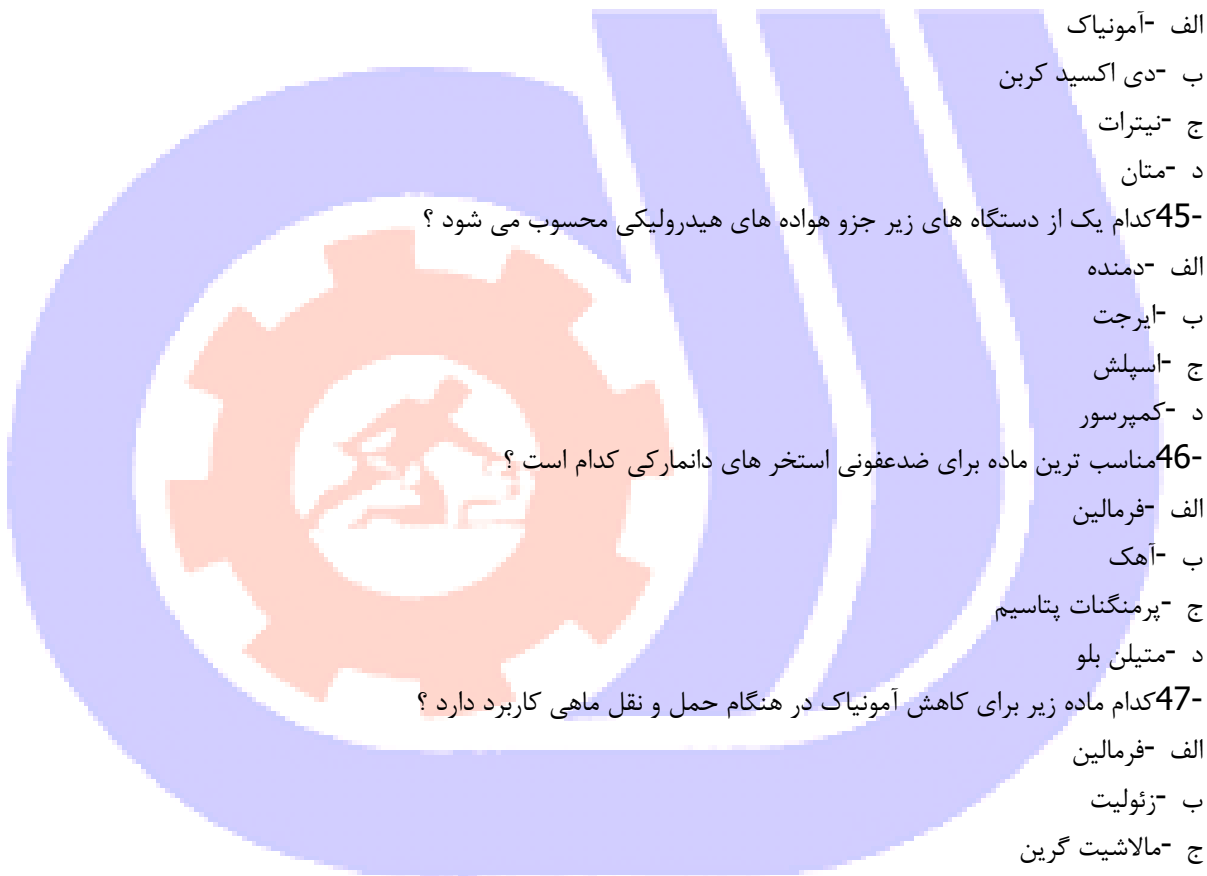 الف -آمونیاک
ب -دی اکسید کربن
ج -نیترات
د -متان
-45کدام یک از دستگاه های زیر جزو هواده های هیدرولیکی محسوب می شود ؟
الف -دمنده
ب -ایرجت
ج -اسپلش
د -کمپرسور
-46مناسب ترین ماده برای ضدعفونی استخر های دانمارکی کدام است ؟
الف -فرمالین
ب -آهک
ج -پرمنگنات پتاسیم
د -متیلن بلو
-47کدام ماده زیر برای کاهش آمونیاک در هنگام حمل و نقل ماهی کاربرد دارد ؟
الف -فرمالین
ب -زئولیت
ج -مالاشیت گرین